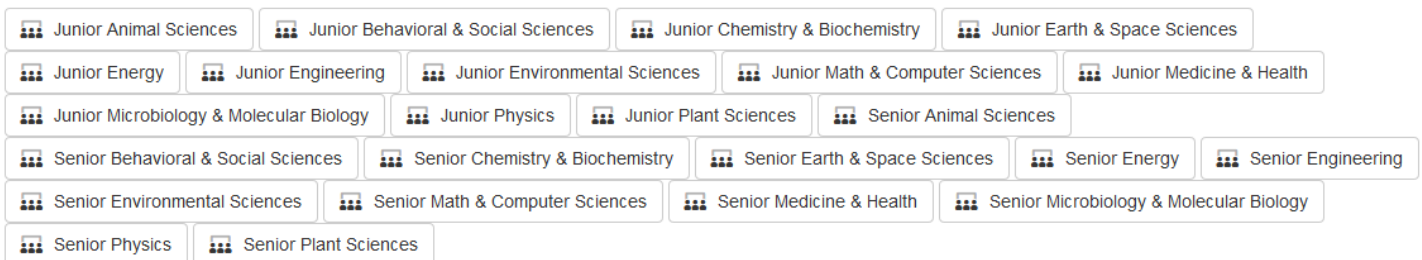 Junior Animal Sciences Junior Behavioral & Social Sciences Junior Chemistry & Biochemistry Junior Earth & Space Sciences
Junior Energy Junior Engineering Junior Environmental Sciences Junior Math & Computer Sciences Junior Medicine & Health
Junior Microbiology & Molecular Biology Junior Physics Junior Plant Sciences Senior Animal Sciences
Senior Behavioral & Social Sciences Senior Chemistry & Biochemistry Senior Earth & Space Sciences Senior Energy Senior Engineering
Senior Environmental Sciences Senior Math & Computer Sciences Senior Medicine & Health Senior Microbiology & Molecular Biology
Senior Physics Senior Plant Sciences